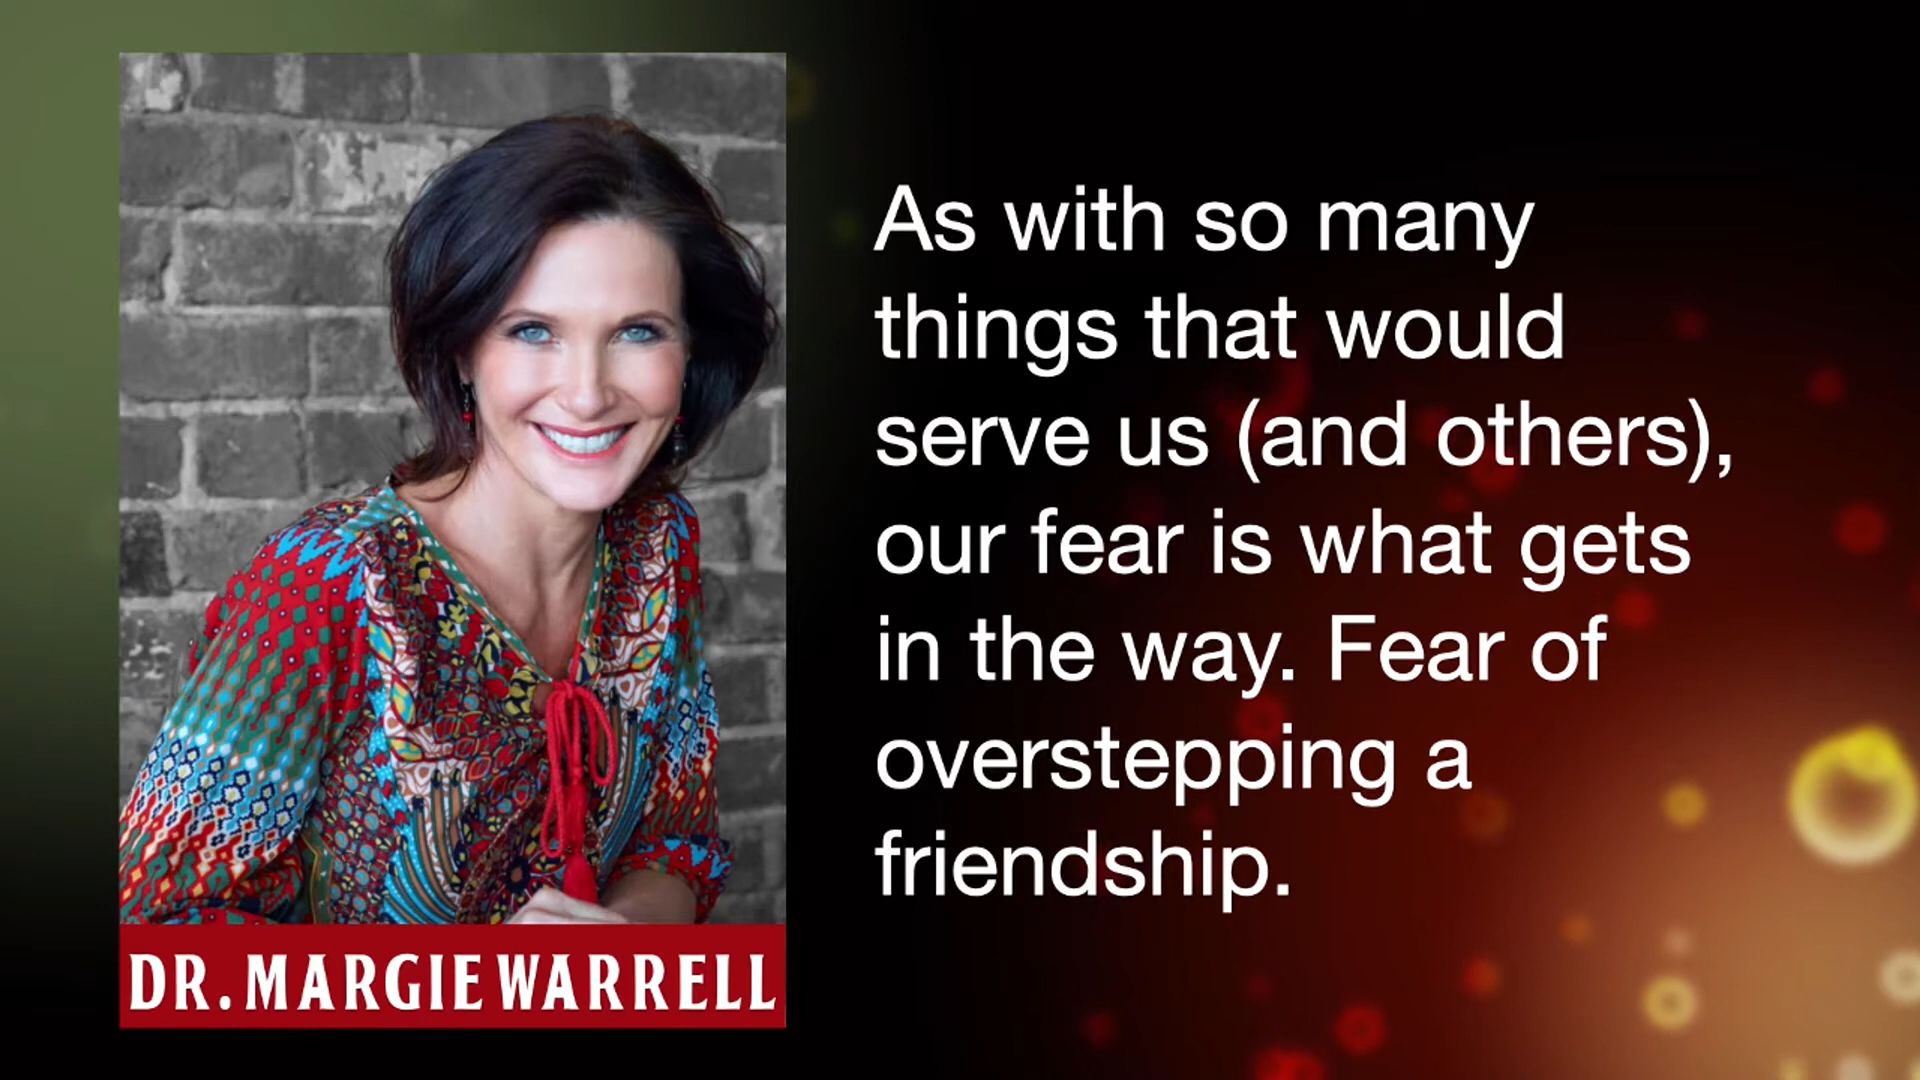 As with so many
things that would
serve us (and others),
our fear is what gets
in the way. Fear of
overstepping a
friendship.
DR. MARGIE WARRELL